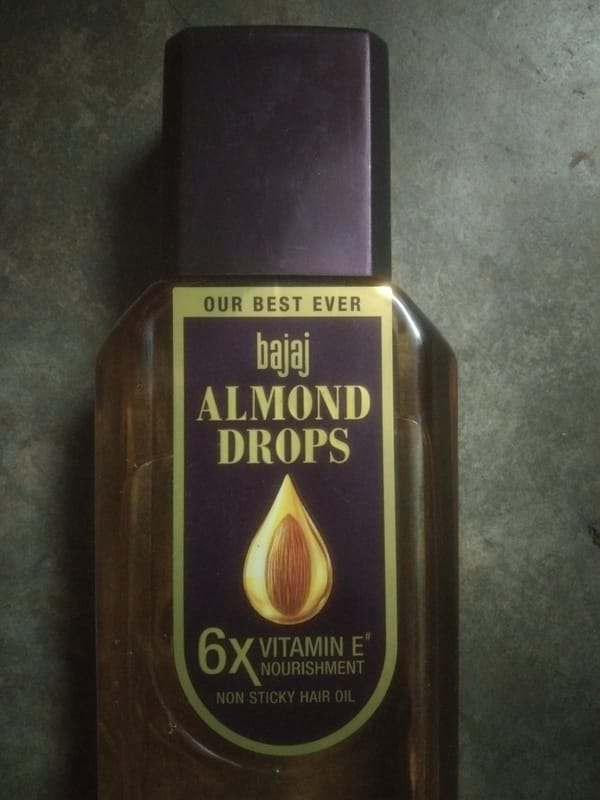 OUR BEST EVER
bajaj
ALMOND
DROPS
6X VITAMIN E#
NOURISHMENT
NON STICKY HAIR OIL